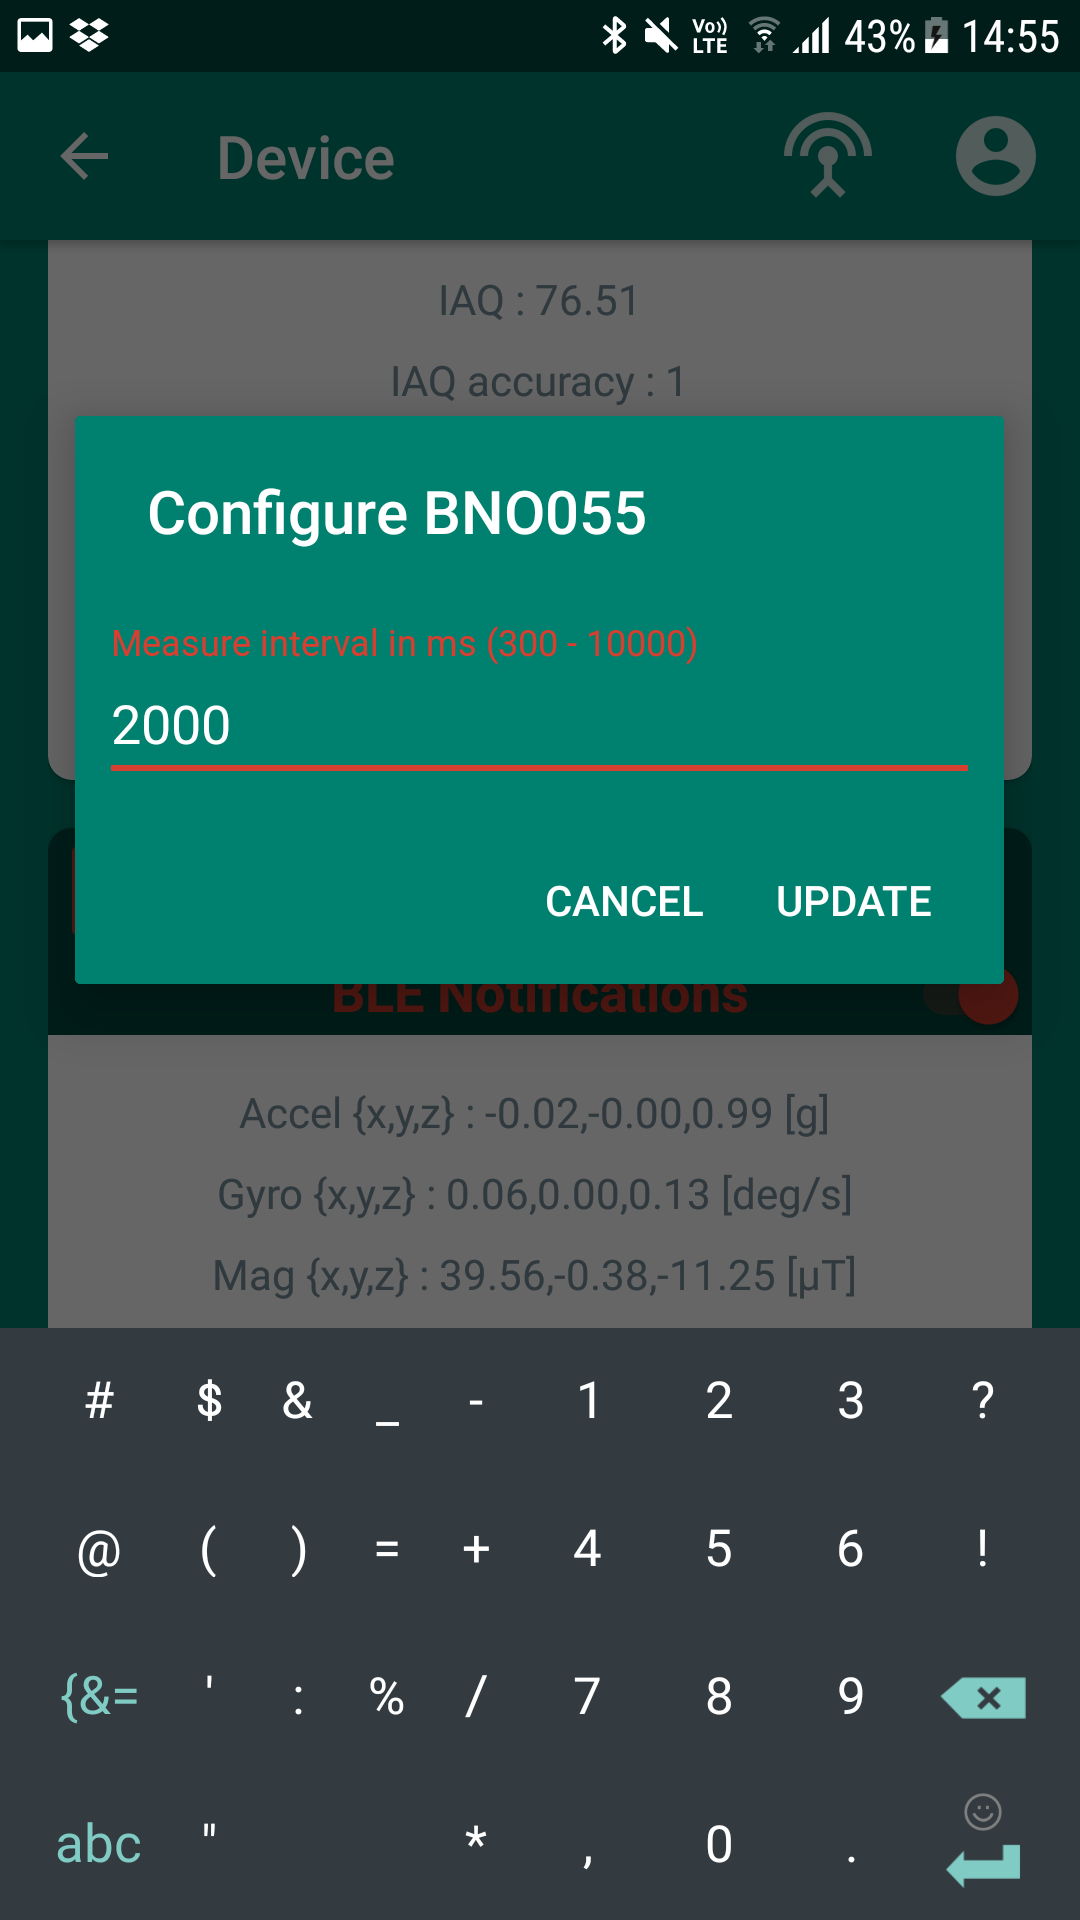 Vo)) LTE 43% 14:55
Device
IAQ : 76.51
IAQ accuracy : 1
Configure BNO055
Measure interval in ms (300 - 10000)
2000
CANCEL UPDATE
BLE Notifications
Accel {x,y,z} : -0.02,-0.00,0.99 [g]
Gyro {x,y,z} : 0.06,0.00,0.13 [deg/s]
Mag {x,y,z} : 39.56,-0.38,-11.25 [µT]
# $ & _ - 1 2 3 ?
@ ( ) = + 4 5 6 !
{&= ' : % / 7 8 9
abc " * , 0 .